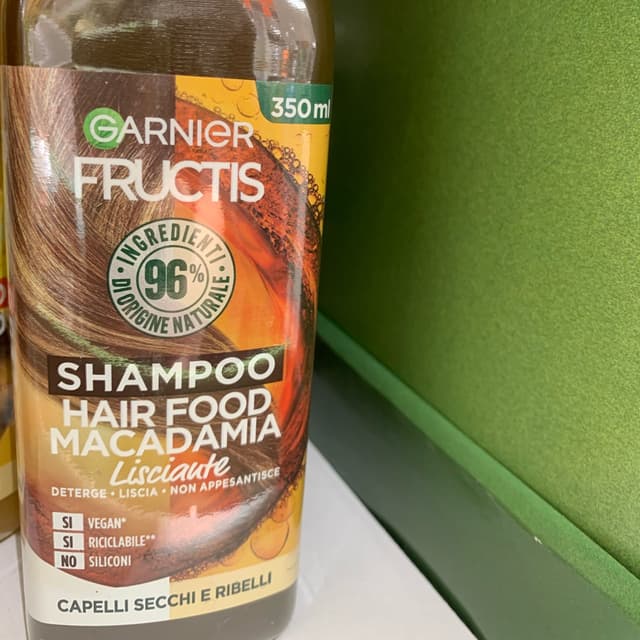 350 ml
GARNIER
FRUCTIS
INGREDIENTI
96%
DI ORIGINE NATURALE
SHAMPOO
HAIR FOOD
MACADAMIA
Lisciante
DETERGE • LISCIA • NON APPESANTISCE
SI VEGAN*
SI RICICLABILE**
NO SILICONI
CAPELLI SECCHI E RIBELLI